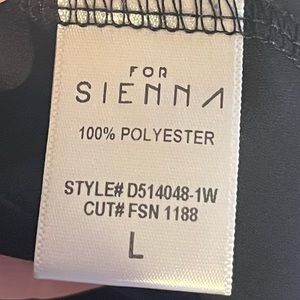 FOR
SIENNA
100% POLYESTER
STYLE# D514048-1W
CUT# FSN 1188
L